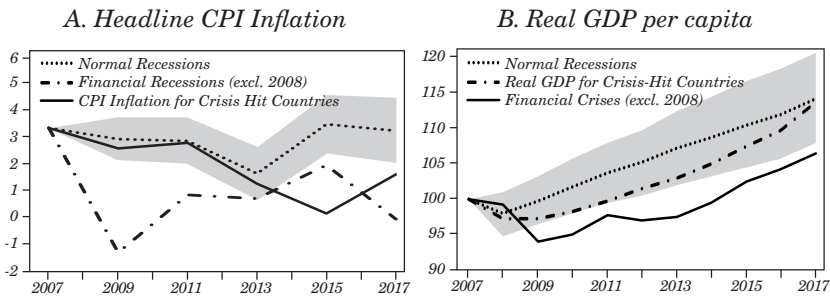 A. Headline CPI Inflation
6
5
4
3
2
1
0
-1
-2
Normal Recessions
Financial Recessions (excl. 2008)
CPI Inflation for Crisis Hit Countries
2007 2009 2011 2013 2015 2017
B. Real GDP per capita
120
115
110
105
100
95
90
Normal Recessions
Real GDP for Crisis-Hit Countries
Financial Crises (excl. 2008)
2007 2009 2011 2013 2015 2017